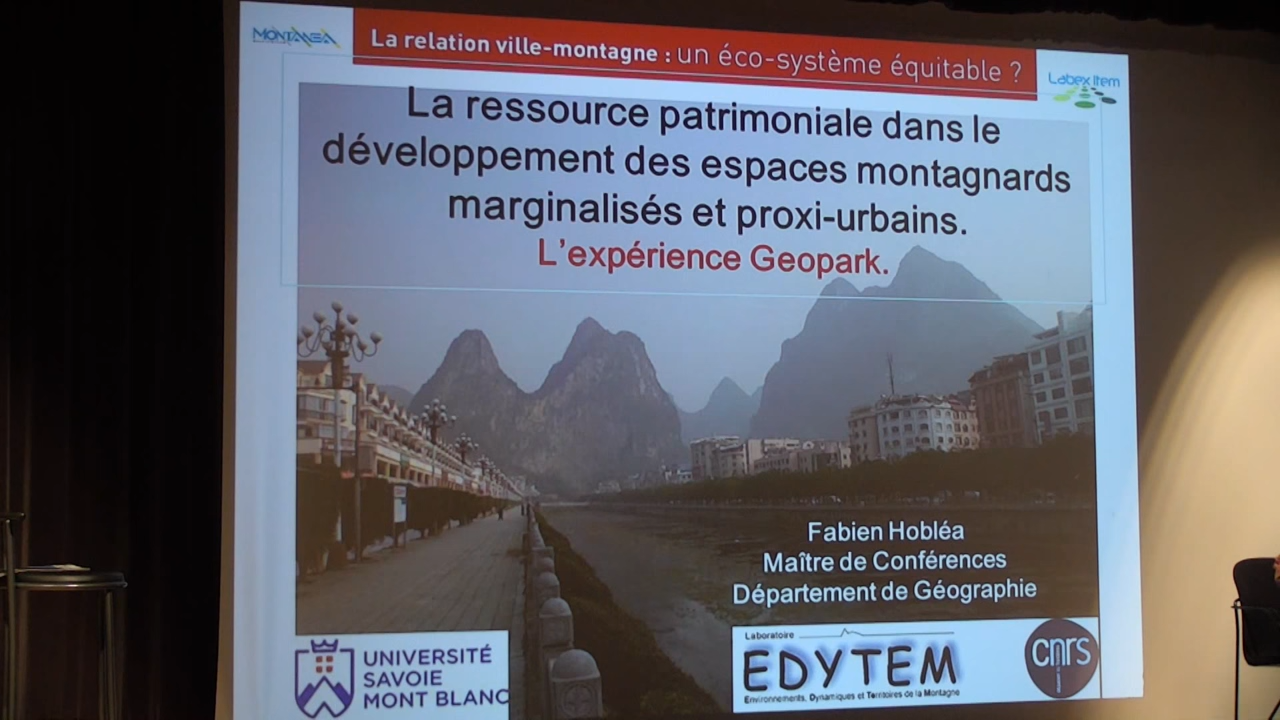 MONTANEA
La relation ville-montagne : un éco-système équitable ?
Labex Item
La ressource patrimoniale dans le
développement des espaces montagnards
marginalisés et proxi-urbains.
L'expérience Geopark.
Fabien Hobléa
Maître de Conférences
Département de Géographie
UNIVERSITÉ
SAVOIE
MONT BLANC
Laboratoire
EDYTEM
Environnements, Dynamiques et Territoires de la Montagne
cnrs